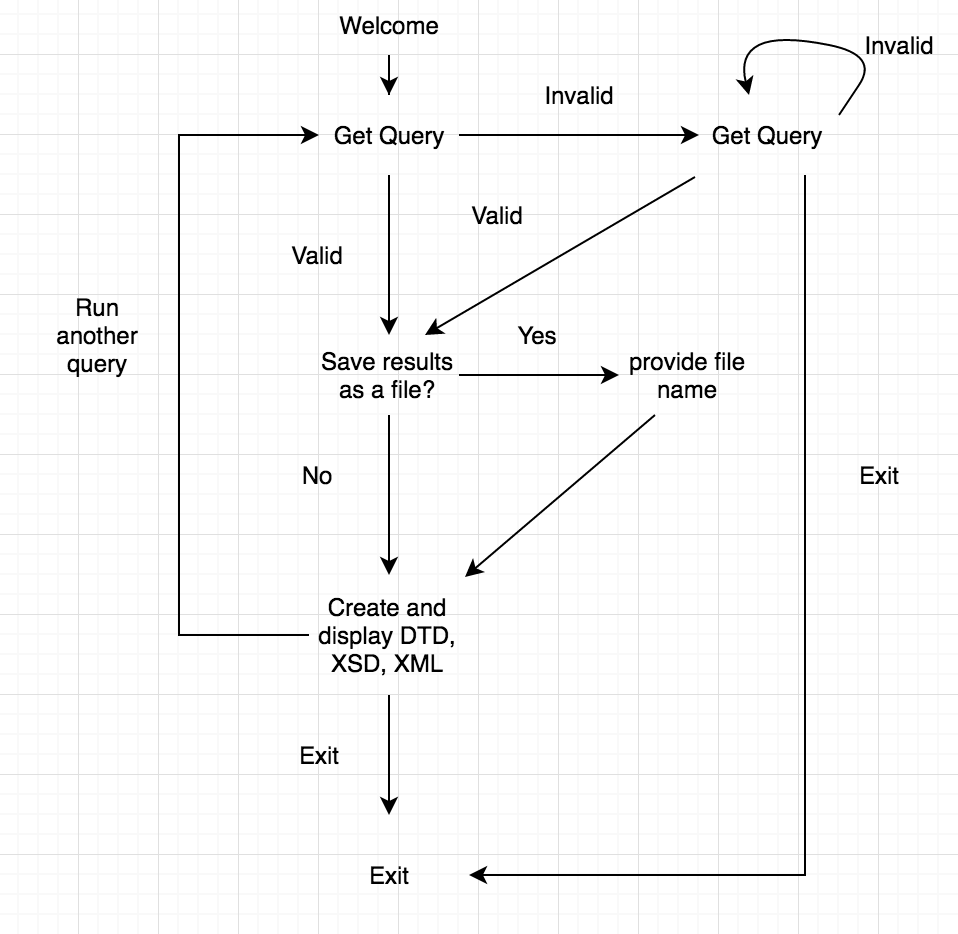 Welcome
Invalid
Invalid
Get Query
Get Query
Valid
Valid
Run
another
query
Yes
Save results
as a file?
provide file
name
No
Exit
Create and
display DTD,
XSD, XML
Exit
Exit